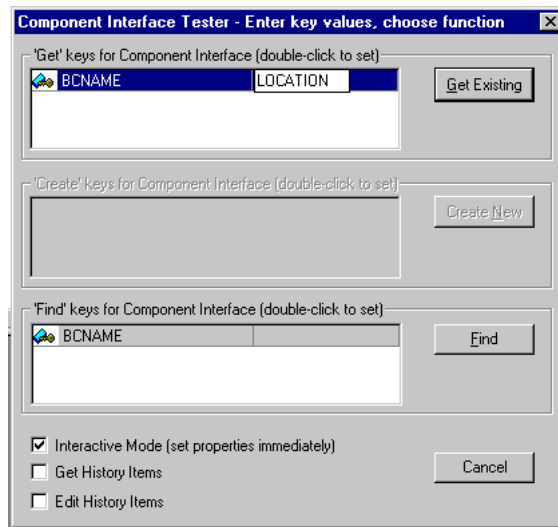 Component Interface Tester - Enter key values, choose function
'Get' keys for Component Interface (double-click to set)
BCNAME LOCATION
Get Existing
'Create' keys for Component Interface (double-click to set)
Create New
'Find' keys for Component Interface (double-click to set)
BCNAME
Find
Interactive Mode (set properties immediately)
Get History Items
Cancel
Edit History Items